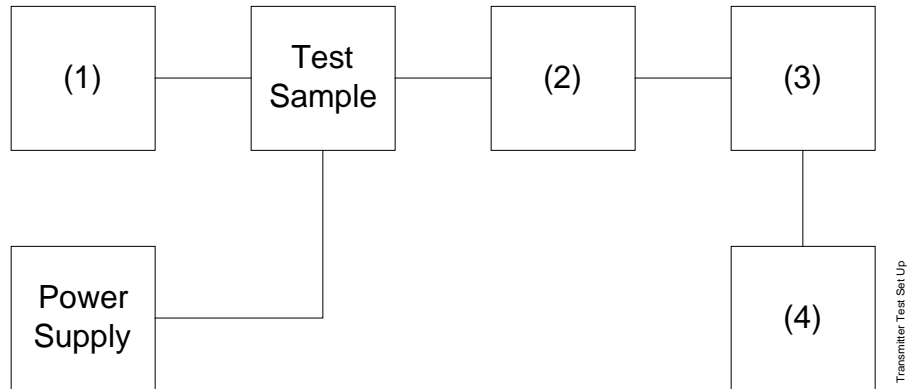 (1)
Test
Sample
(2)
(3)
Power
Supply
(4)
Transmitter Test Set Up